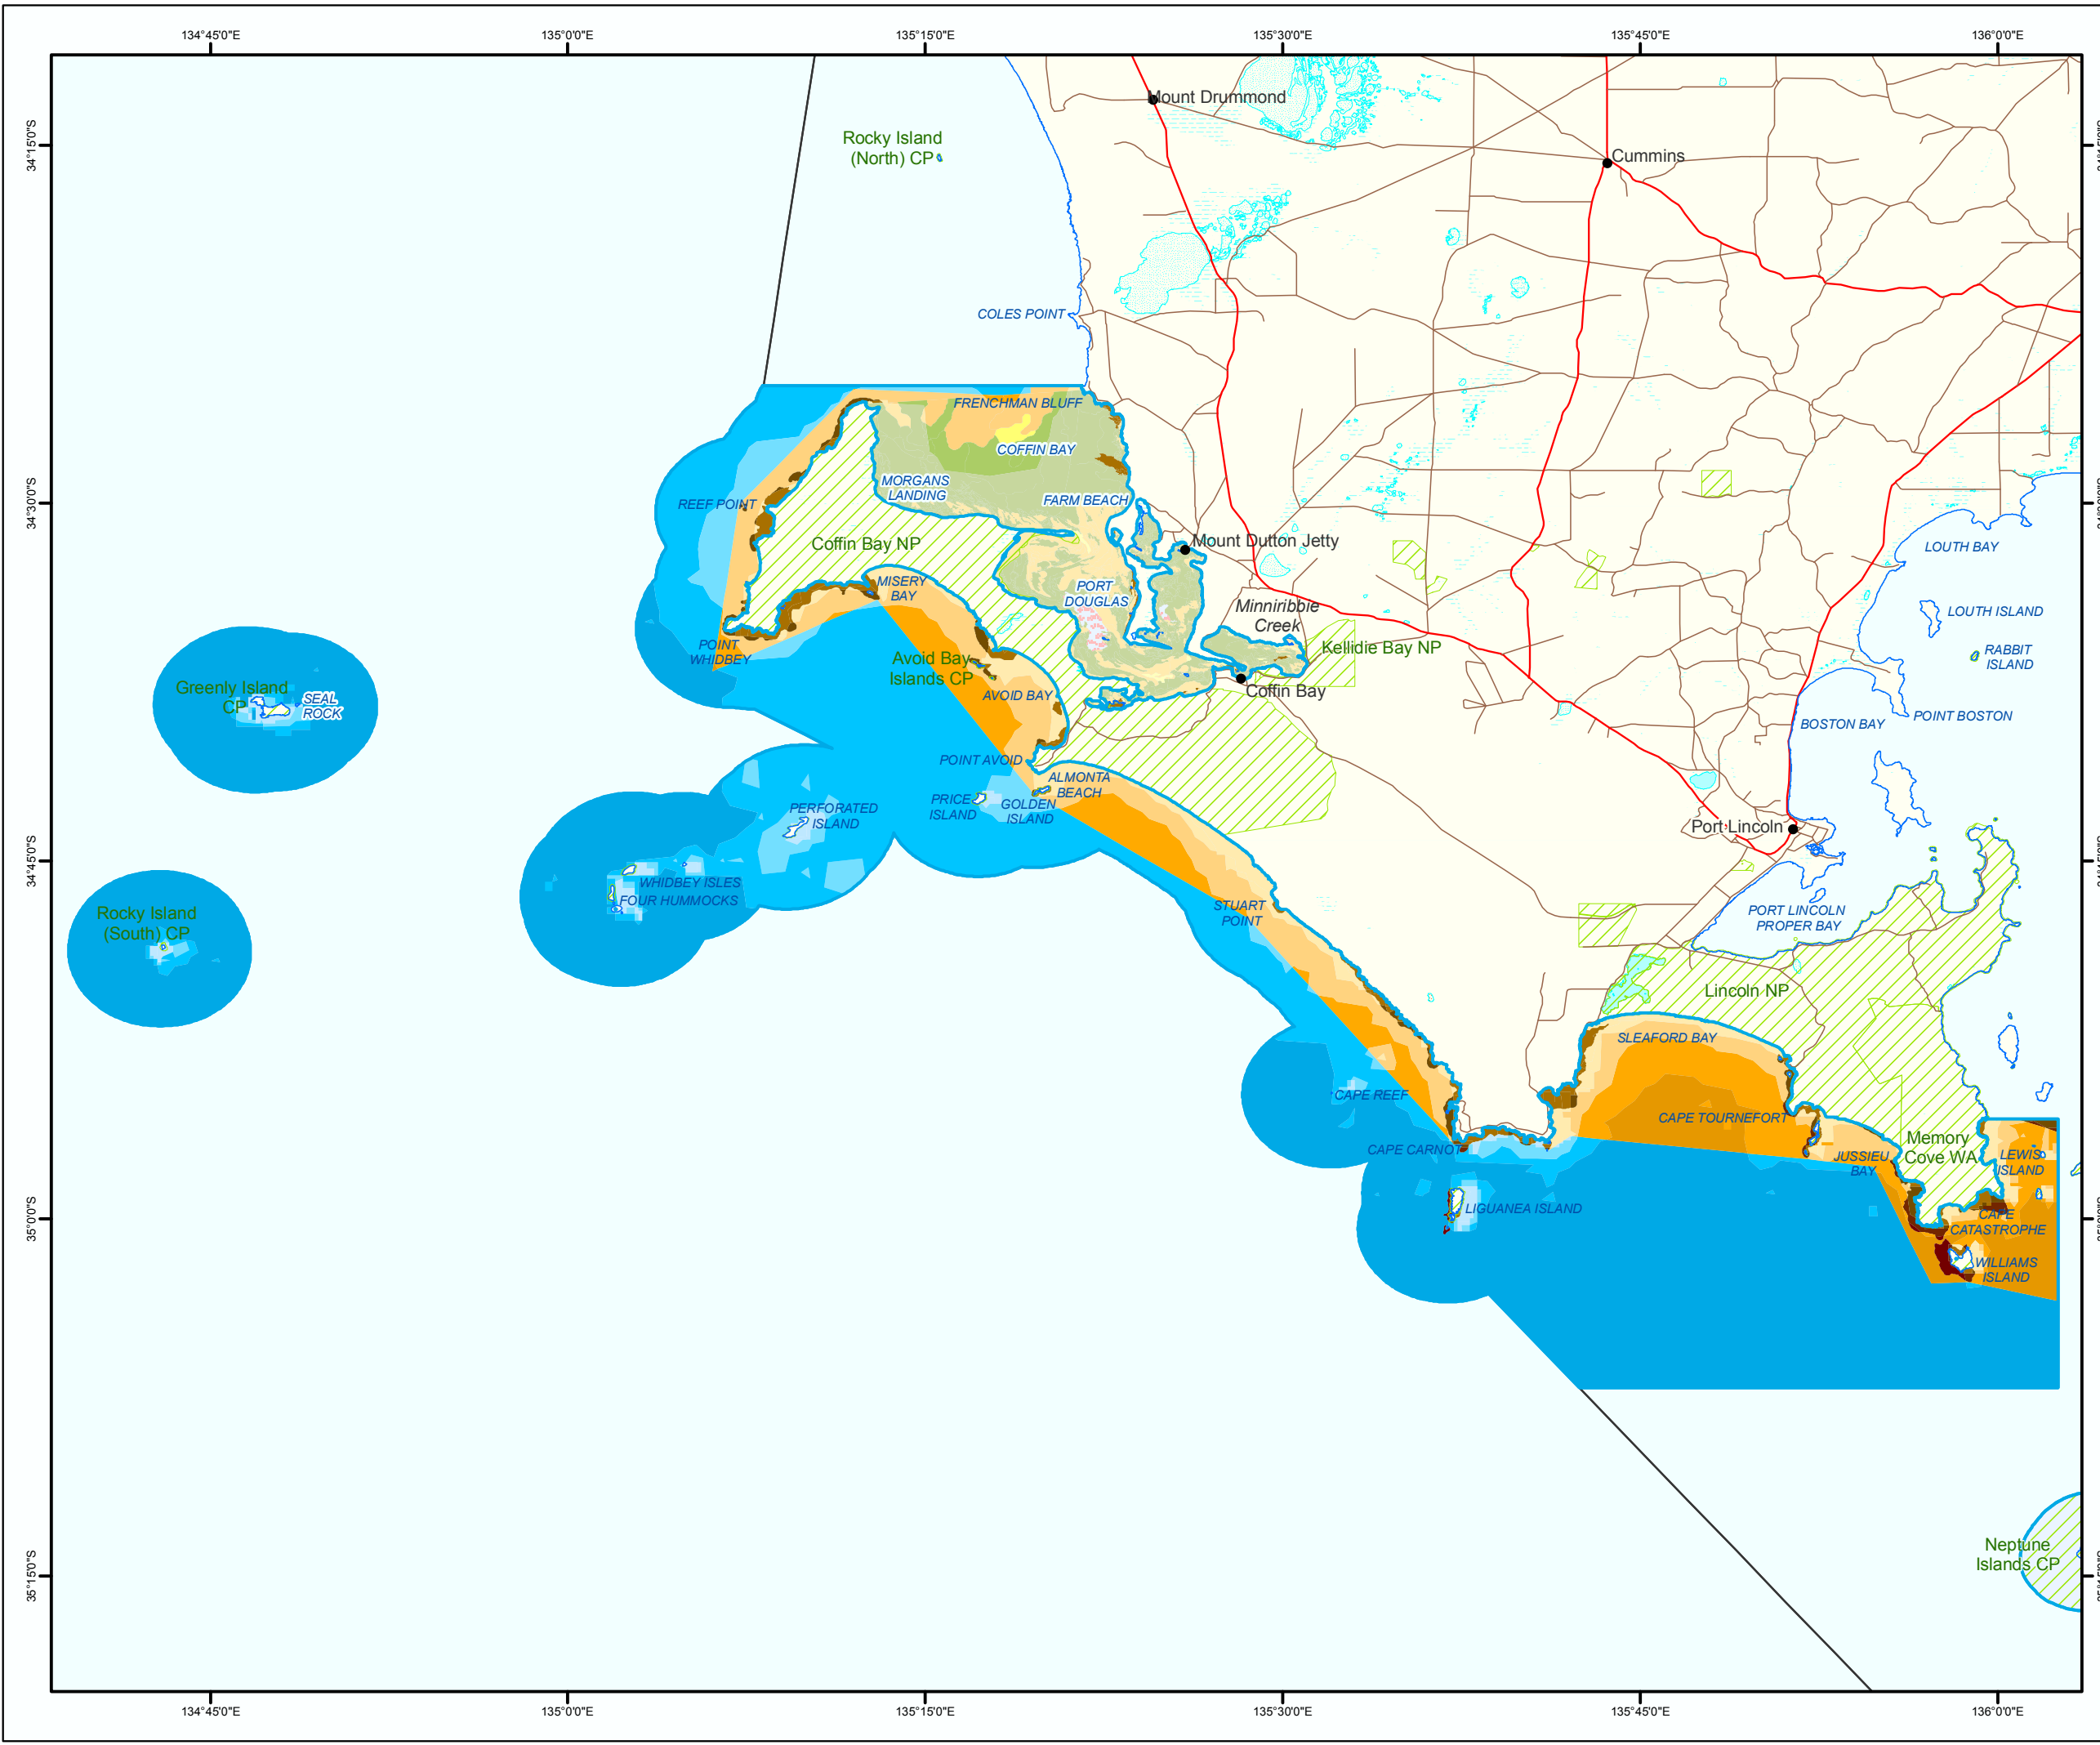 134°45'0"E
135°0'0"E
135°15'0"E
135°30'0"E
135°45'0"E
136°0'0"E
34°15'0"S
34°30'0"S
34°45'0"S
35°0'0"S
35°15'0"S
Mount Drummond
Rocky Island
(North) CP
Cummins
COLES POINT
FRENCHMAN BLUFF
COFFIN BAY
MORGANS
LANDING
FARM BEACH
REEF POINT
Coffin Bay NP
Mount Dutton Jetty
LOUTH BAY
MISERY
BAY
PORT
DOUGLAS
Minniribbie
Creek
LOUTH ISLAND
POINT
WHIDBEY
Avoid Bay
Islands CP
Kellidie Bay NP
RABBIT
ISLAND
Greenly Island
CP
SEAL
ROCK
AVOID BAY
Coffin Bay
BOSTON BAY
POINT BOSTON
POINT AVOID
ALMONTA
BEACH
PRICE
ISLAND
GOLDEN
ISLAND
PERFORATED
ISLAND
Port Lincoln
WHIDBEY ISLES
FOUR HUMMOCKS
Rocky Island
(South) CP
STUART
POINT
PORT LINCOLN
PROPER BAY
Lincoln NP
SLEAFORD BAY
CAPE REEF
CAPE TOURNEFORT
CAPE CARNOT
JUSSIEU
BAY
Memory
Cove WA
LEWIS
ISLAND
LIGUANEA ISLAND
CAPE
CATASTROPHE
WILLIAMS
ISLAND
Neptune
Islands CP
134°45'0"E
135°0'0"E
135°15'0"E
135°30'0"E
135°45'0"E
136°0'0"E